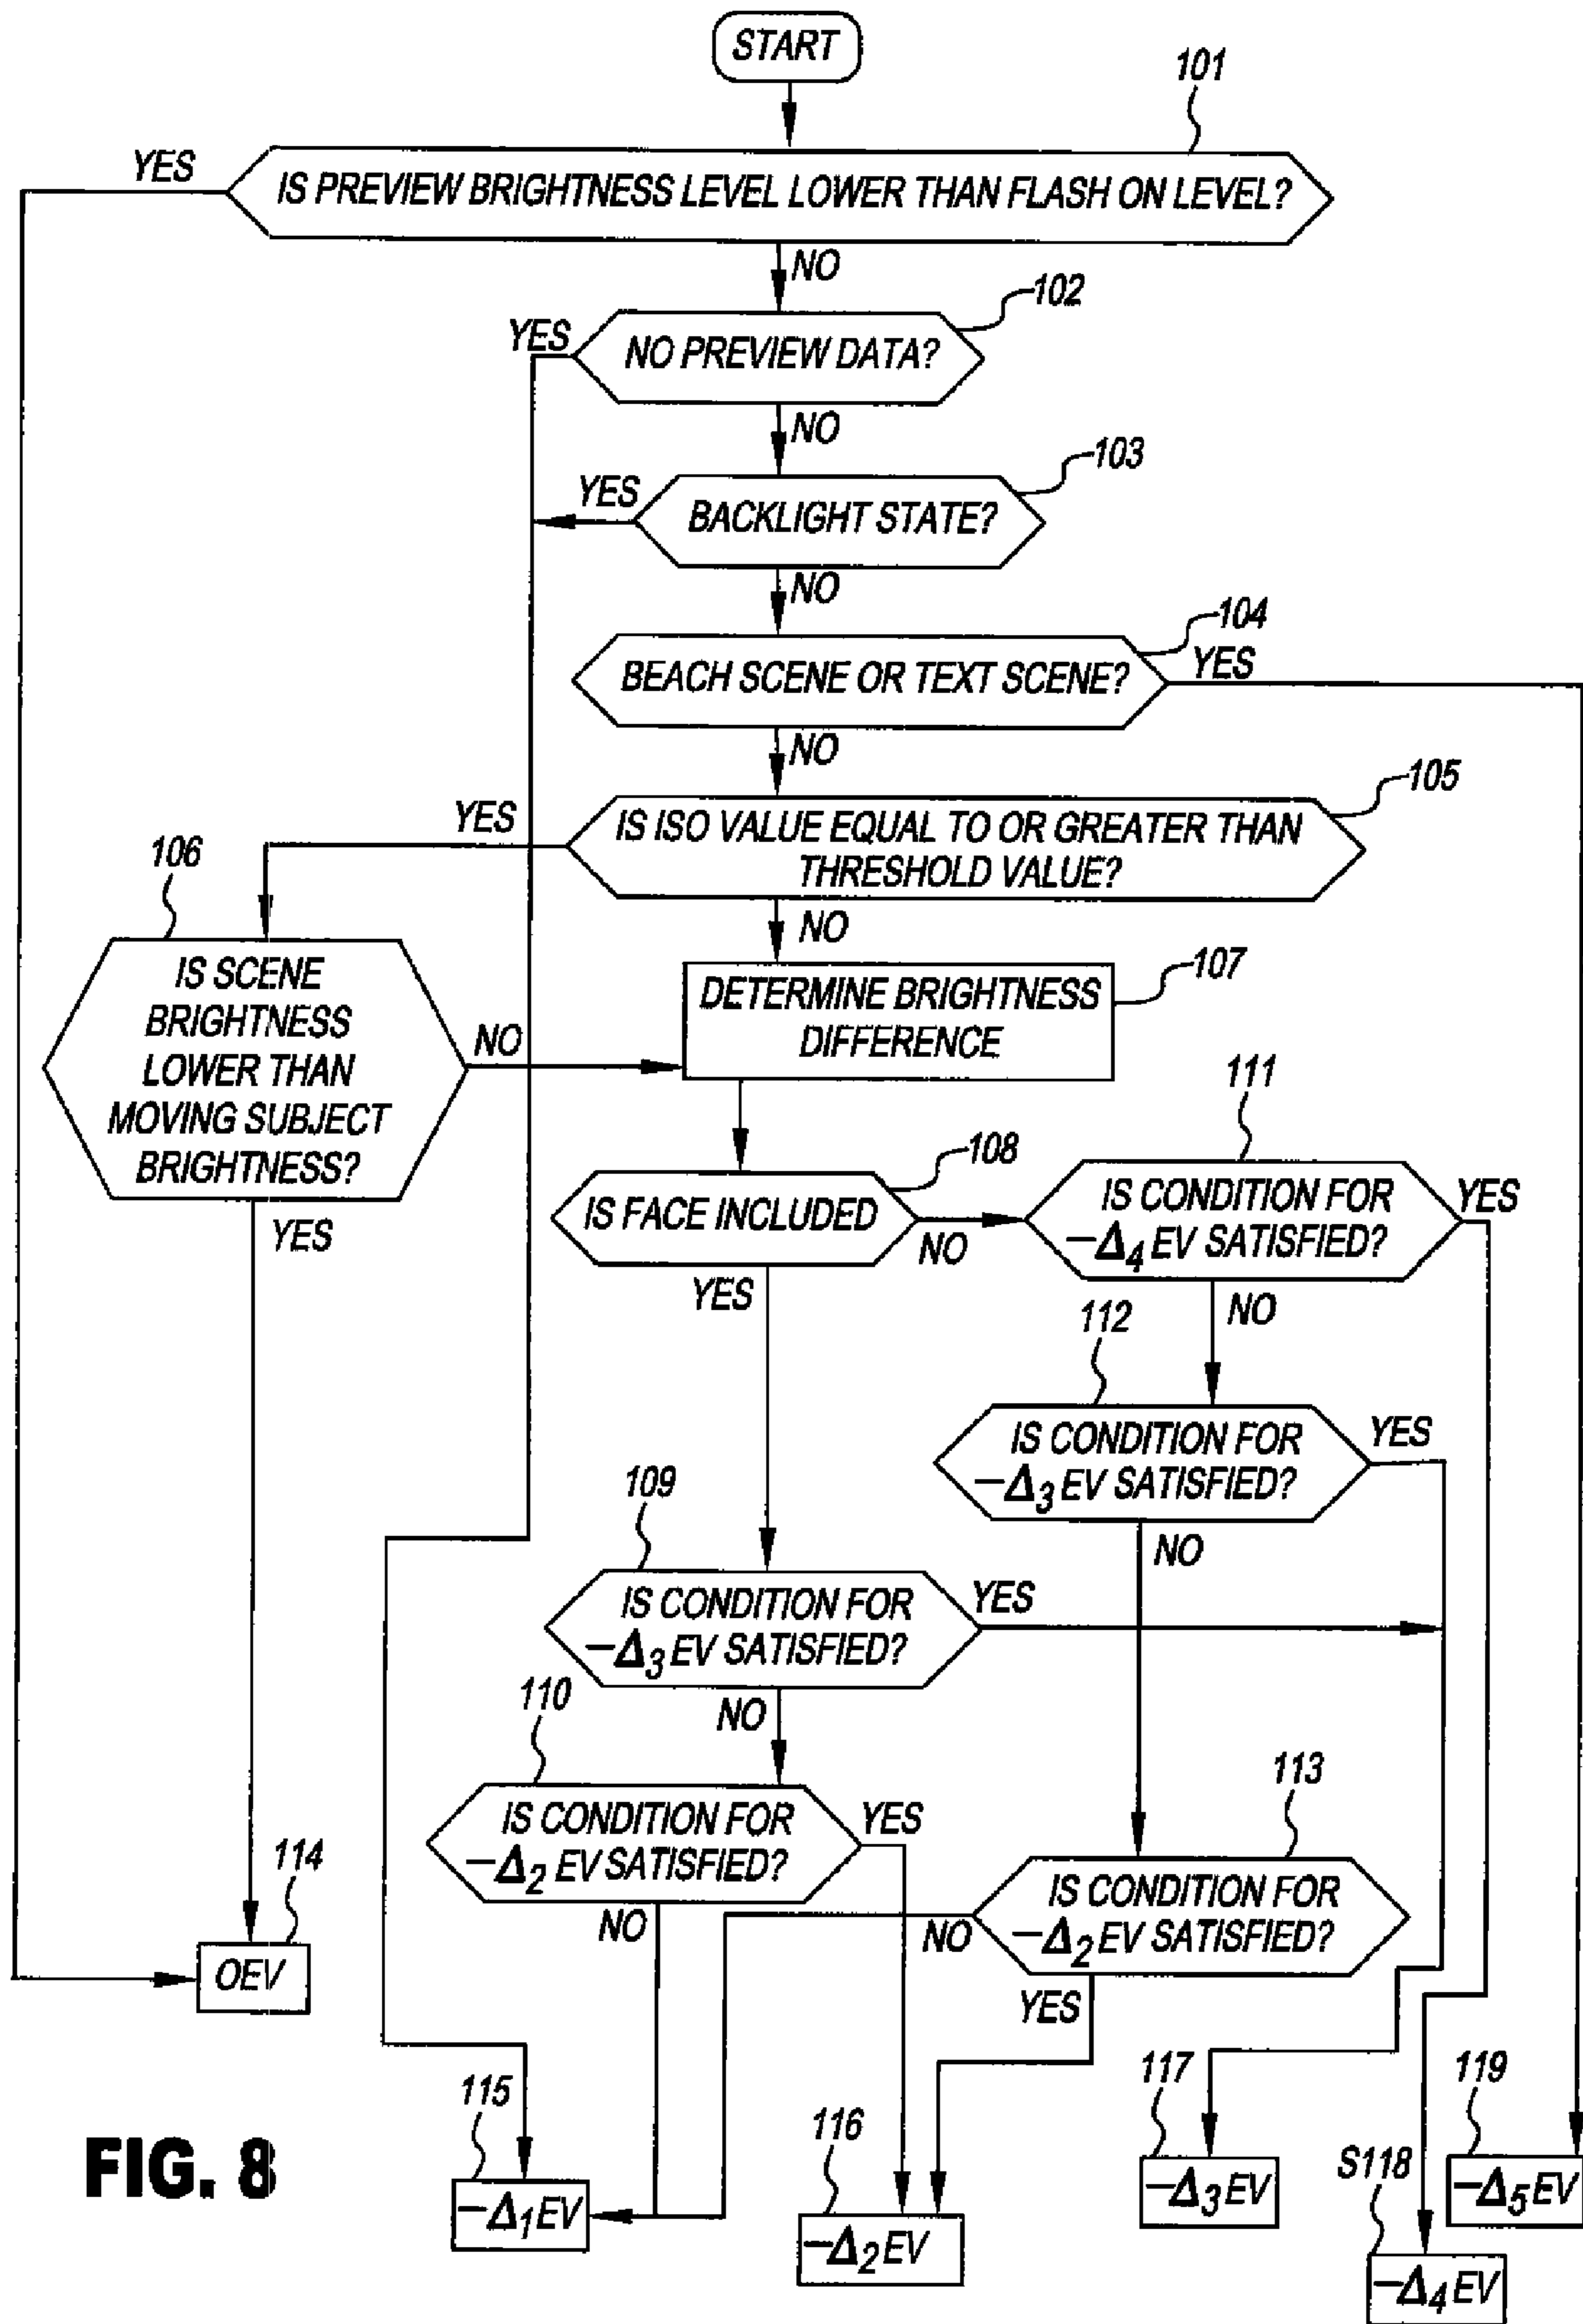 START
101
YES
IS PREVIEW BRIGHTNESS LEVEL LOWER THAN FLASH ON LEVEL?
NO
102
YES
NO PREVIEW DATA?
NO
103
YES
BACKLIGHT STATE?
NO
104
BEACH SCENE OR TEXT SCENE?
YES
NO
105
YES
IS ISO VALUE EQUAL TO OR GREATER THAN
THRESHOLD VALUE?
NO
106
IS SCENE
BRIGHTNESS
LOWER THAN
MOVING SUBJECT
BRIGHTNESS?
NO
YES
107
DETERMINE BRIGHTNESS
DIFFERENCE
108
IS FACE INCLUDED
NO
YES
111
IS CONDITION FOR
−Δ4 EV SATISFIED?
YES
NO
112
IS CONDITION FOR
−Δ3 EV SATISFIED?
YES
NO
109
IS CONDITION FOR
−Δ3 EV SATISFIED?
YES
NO
110
IS CONDITION FOR
−Δ2 EV SATISFIED?
YES
NO
113
IS CONDITION FOR
−Δ2 EV SATISFIED?
NO
YES
114
OEV
115
−Δ1 EV
116
−Δ2 EV
117
−Δ3 EV
S118
−Δ4 EV
119
−Δ5 EV
FIG. 8